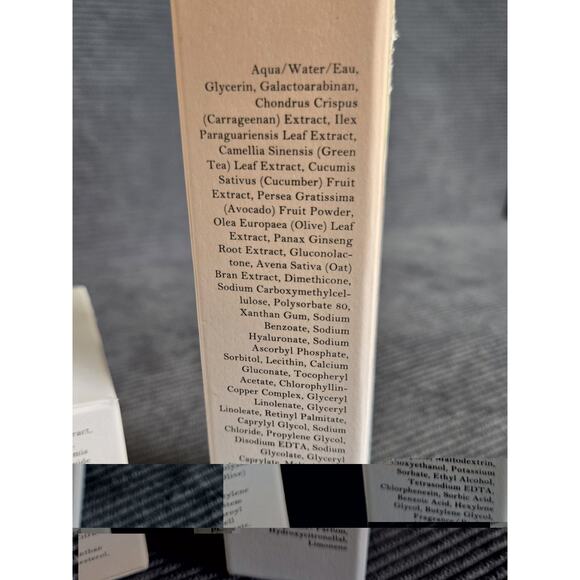 Aqua/Water/Eau,
Glycerin, Galactoarabinan,
Chondrus Crispus
(Carrageenan) Extract, Ilex
Paraguariensis Leaf Extract,
Camellia Sinensis (Green
Tea) Leaf Extract, Cucumis
Sativus (Cucumber) Fruit
Extract, Persea Gratissima
(Avocado) Fruit Powder,
Olea Europaea (Olive) Leaf
Extract, Panax Ginseng
Root Extract, Gluconolac-
tone, Avena Sativa (Oat)
Bran Extract, Dimethicone,
Sodium Carboxymethylcel-
lulose, Polysorbate 80,
Xanthan Gum, Sodium
Benzoate, Sodium
Hyaluronate, Sodium
Ascorbyl Phosphate,
Sorbitol, Lecithin, Calcium
Gluconate, Tocopheryl
Acetate, Chlorophyllin-
Copper Complex, Glyceryl
Linolenate, Glyceryl
Linoleate, Retinyl Palmitate,
Caprylyl Glycol, Sodium
Chloride, Propylene Glycol,
Disodium EDTA, Sodium
Glycolate, Glyceryl
Caprylate,
Maltodextrin,
Potassium
Sorbate, Ethyl Alcohol,
Tetrasodium EDTA,
Chlorphenesin, Sorbic Acid,
Benzoic Acid, Hexylene
Glycol, Butylene Glycol,
Parfum,
Hydroxycitronellal,
Limonene